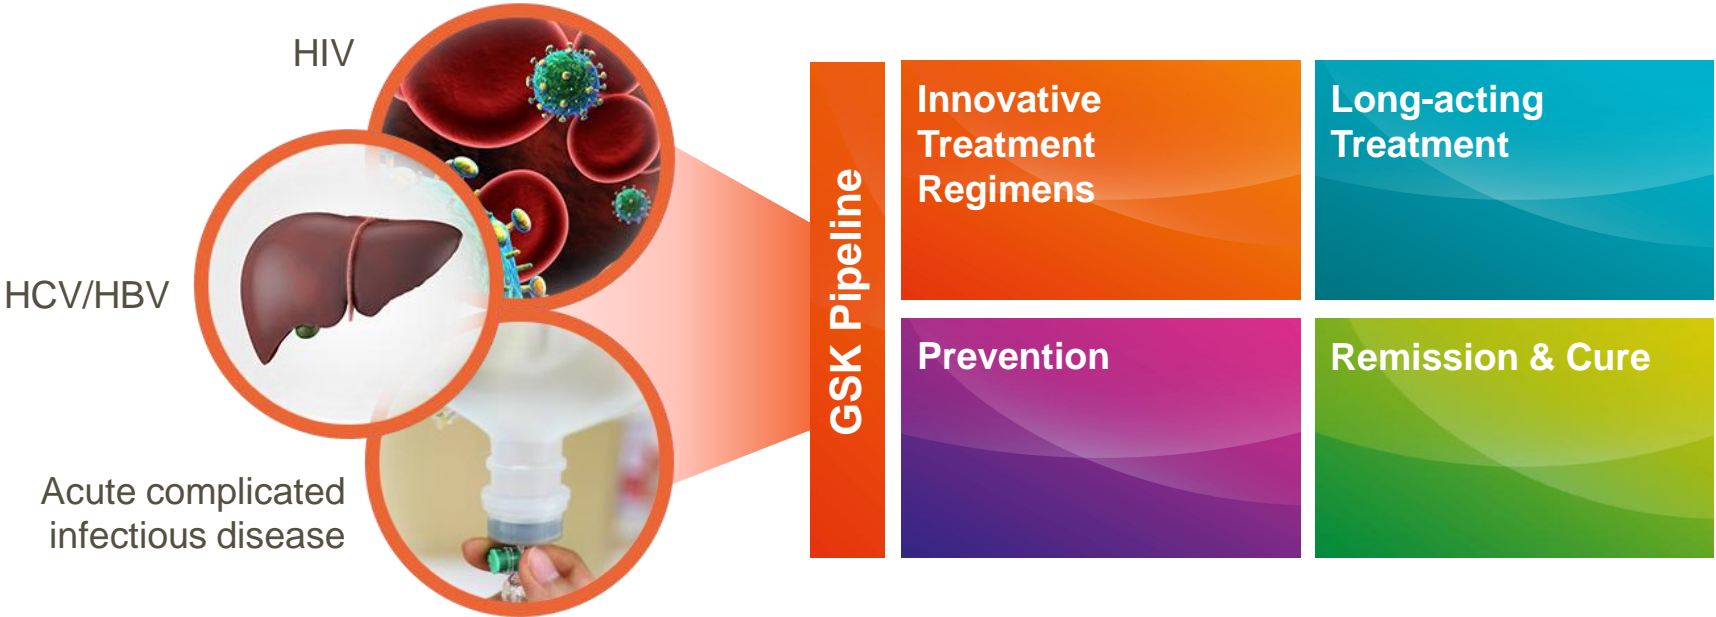 HIV
HCV/HBV
Acute complicated
infectious disease
GSK Pipeline
Innovative
Treatment
Regimens
Long-acting
Treatment
Prevention
Remission & Cure